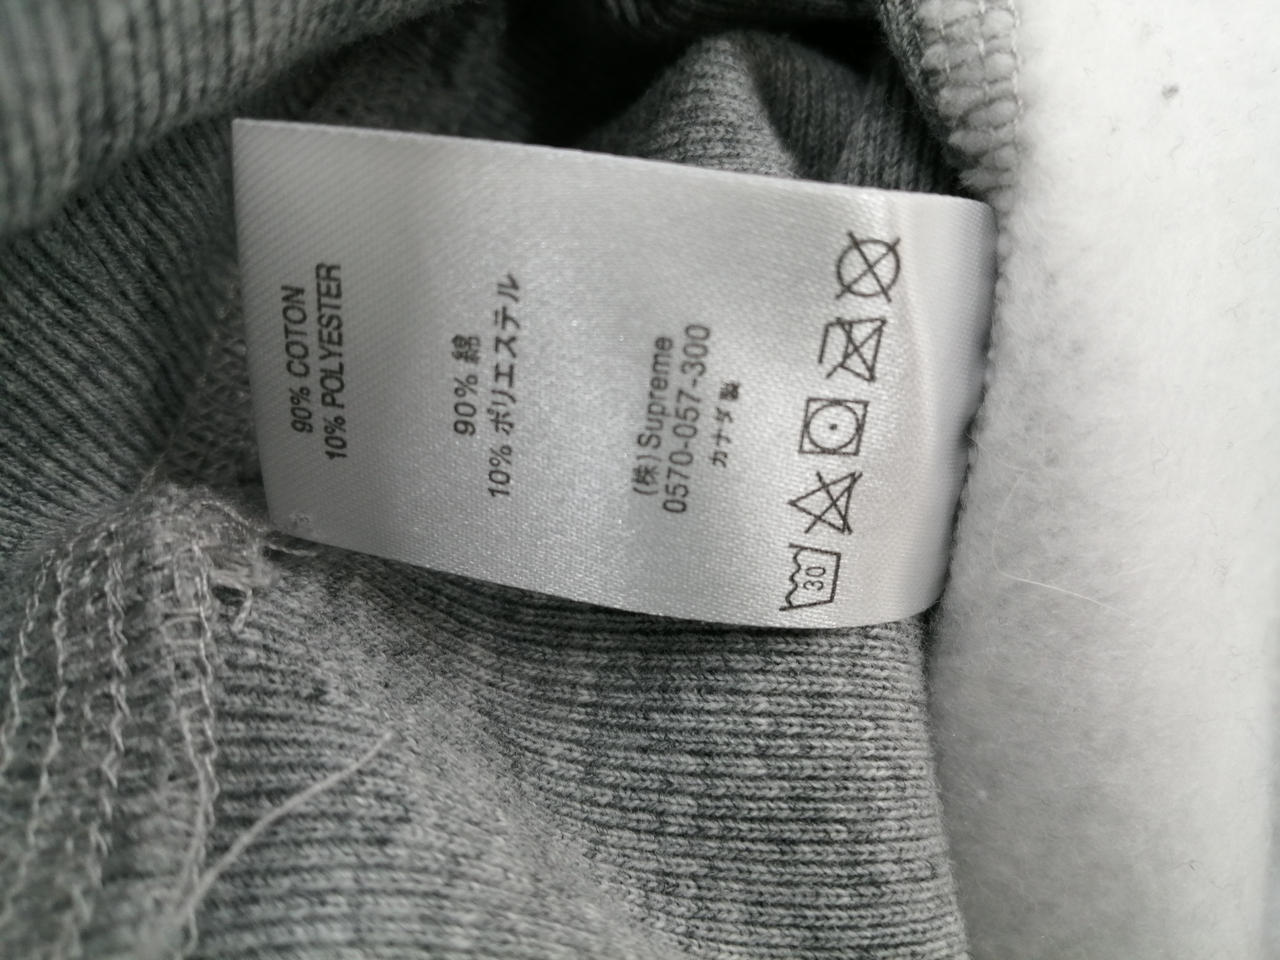 90% COTON
10% POLYESTER
90% 綿
10% ポリエステル
(株) Supreme
0570-057-300
カナダ製
30